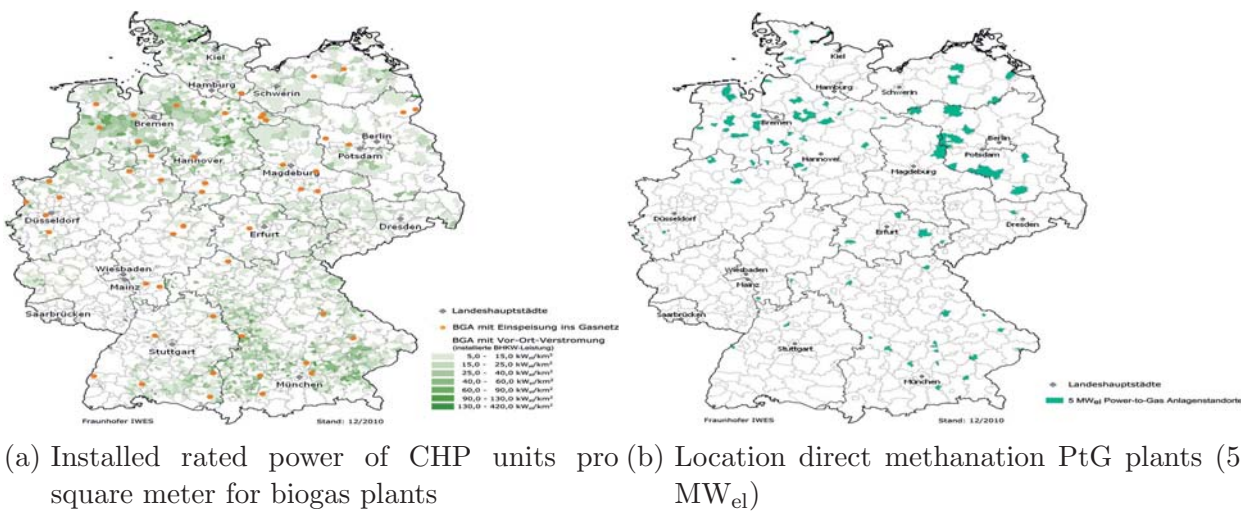 Kiel
Hamburg
Schwerin
Bremen
Berlin
Potsdam
Hannover
Magdeburg
Düsseldorf
Dresden
Erfurt
Wiesbaden
Mainz
Saarbrücken
Stuttgart
München
Landeshauptstädte
BGA mit Einspeisung ins Gasnetz
BGA mit Vor-Ort-Verstromung
(installierte BHKW-Leistung)
5,0 - 15,0 kWel/km²
15,0 - 25,0 kWel/km²
25,0 - 40,0 kWel/km²
40,0 - 60,0 kWel/km²
60,0 - 90,0 kWel/km²
90,0 - 130,0 kWel/km²
130,0 - 420,0 kWel/km²
Fraunhofer IWES
Stand: 12/2010
Kiel
Hamburg
Schwerin
Bremen
Berlin
Potsdam
Hannover
Magdeburg
Düsseldorf
Dresden
Erfurt
Wiesbaden
Mainz
Saarbrücken
Stuttgart
München
Landeshauptstädte
5 MWel Power-to-Gas Anlagenstandorte
Fraunhofer IWES
Stand: 12/2010
(a) Installed rated power of CHP units pro
square meter for biogas plants
(b) Location direct methanation PtG plants (5
MWel)